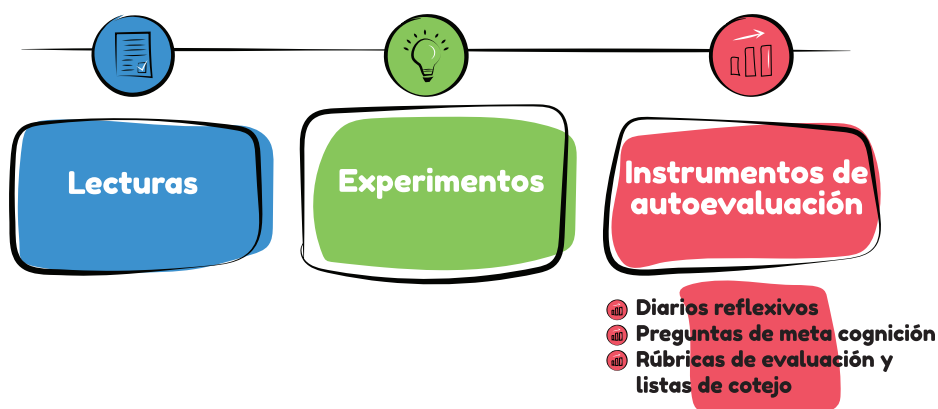 Lecturas
Experimentos
Instrumentos de
autoevaluación
Diarios reflexivos
Preguntas de meta cognición
Rúbricas de evaluación y
listas de cotejo